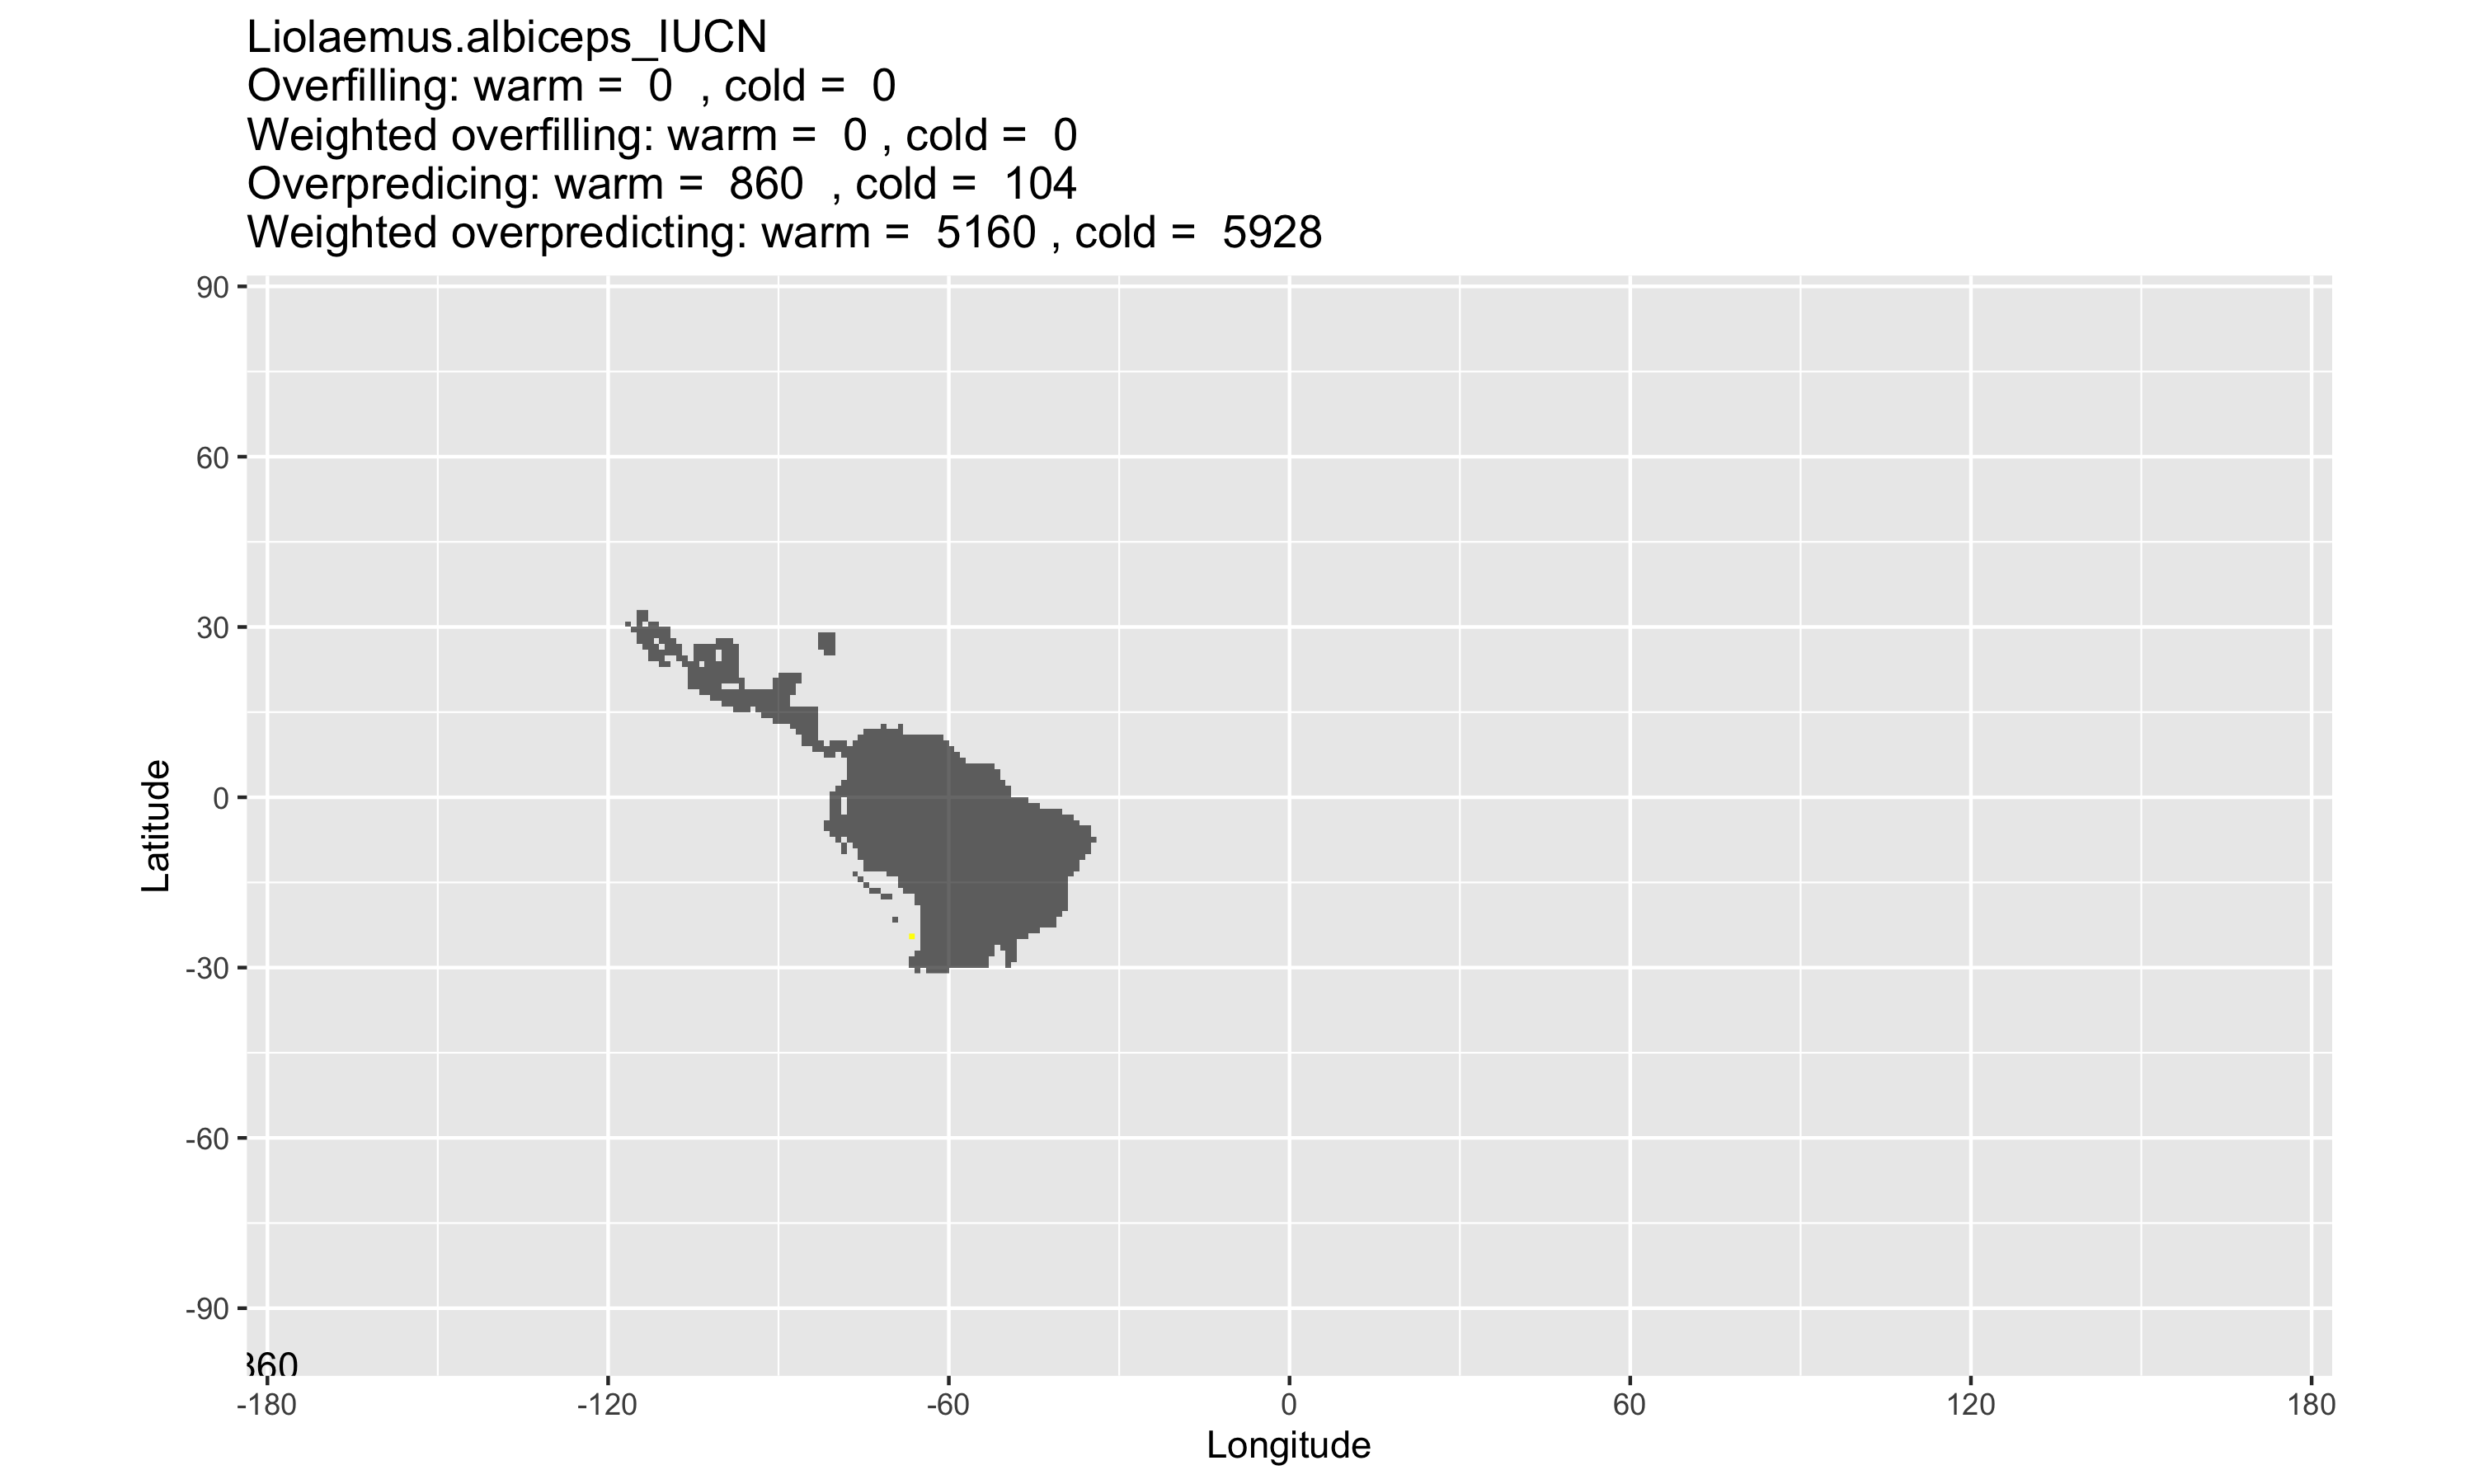 Liolaemus.albiceps_IUCN
Overfilling: warm =  0  , cold =  0
Weighted overfilling: warm =  0 , cold =  0
Overpredicing: warm =  860  , cold =  104
Weighted overpredicting: warm =  5160 , cold =  5928
90
60
30
0
-30
-60
-90
Latitude
360
-180 -120 -60 0 60 120 180
Longitude